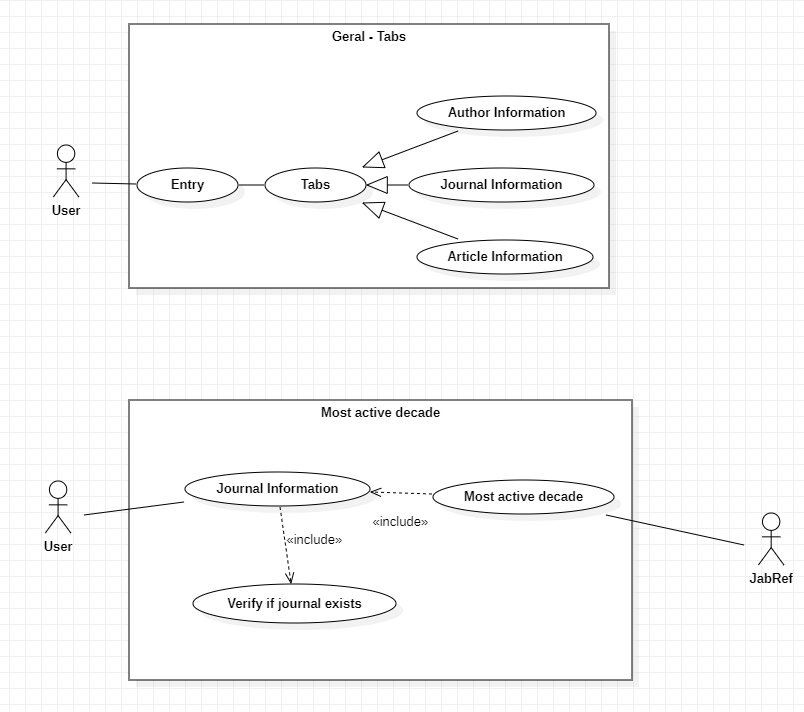 Geral - Tabs
Author Information
Entry
Tabs
Journal Information
User
Article Information
Most active decade
Journal Information
Most active decade
«include»
«include»
User
JabRef
Verify if journal exists